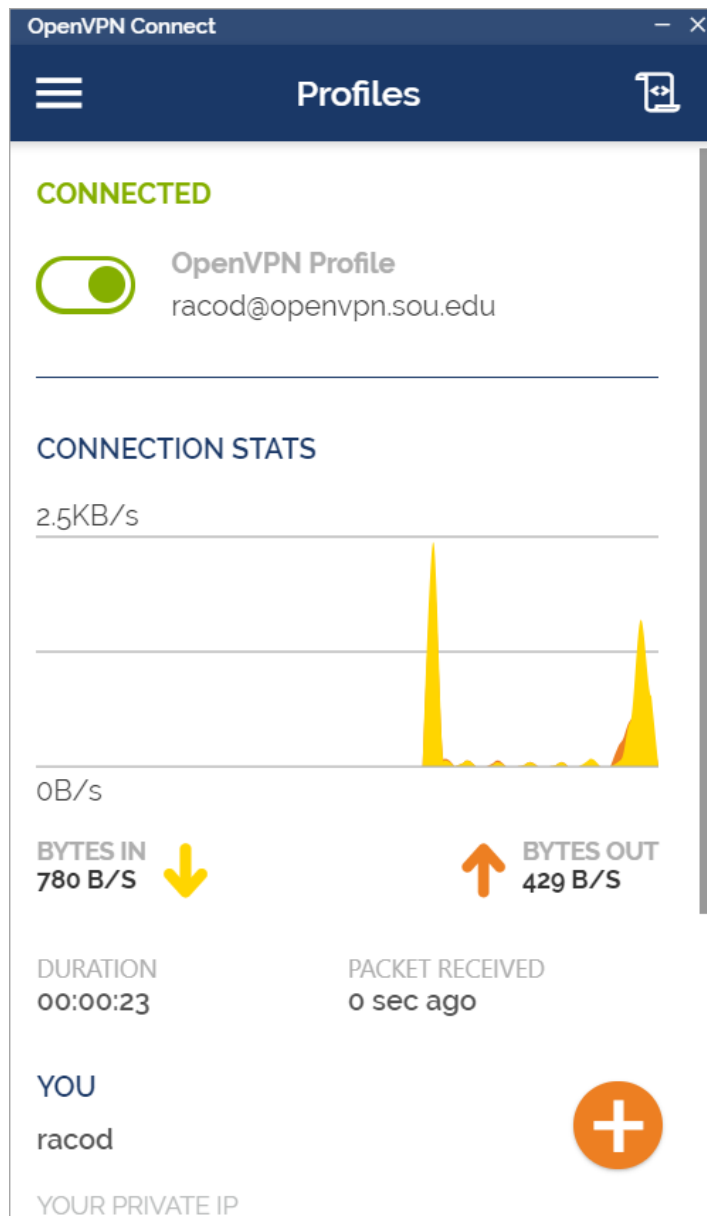 OpenVPN Connect
Profiles
CONNECTED
OpenVPN Profile
racod@openvpn.sou.edu
CONNECTION STATS
2.5KB/s
0B/s
BYTES IN
780 B/S
BYTES OUT
429 B/S
DURATION
00:00:23
PACKET RECEIVED
0 sec ago
YOU
racod
YOUR PRIVATE IP